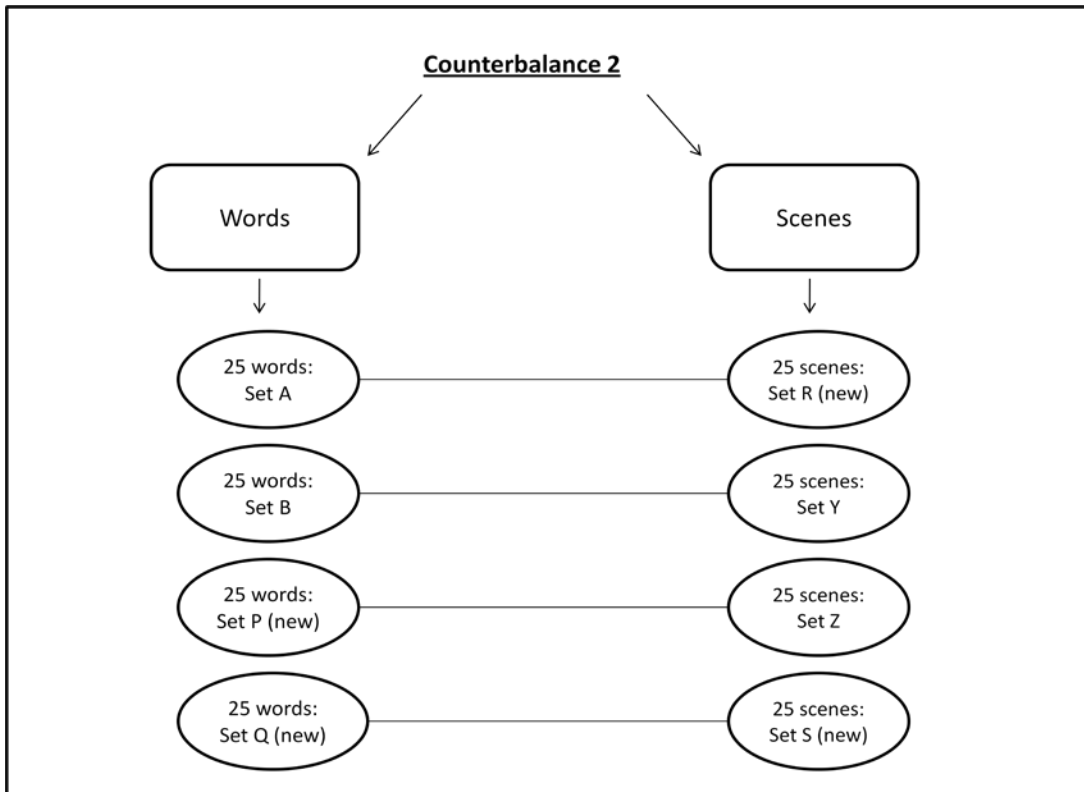 Counterbalance 2
Words
Scenes
25 words:
Set A
25 scenes:
Set R (new)
25 words:
Set B
25 scenes:
Set Y
25 words:
Set P (new)
25 scenes:
Set Z
25 words:
Set Q (new)
25 scenes:
Set S (new)